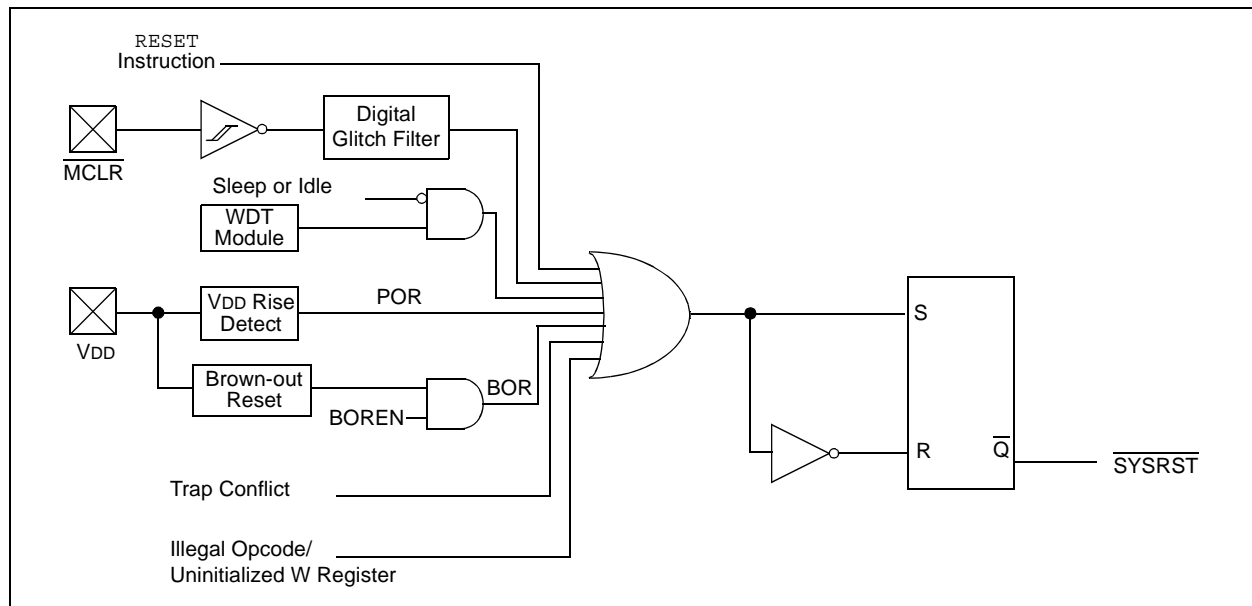 RESET
Instruction
Digital
Glitch Filter
MCLR
Sleep or Idle
WDT
Module
VDD Rise
Detect
POR
VDD
Brown-out
Reset
BOR
BOREN
Trap Conflict
Illegal Opcode/
Uninitialized W Register
S
R
Q
SYSRST